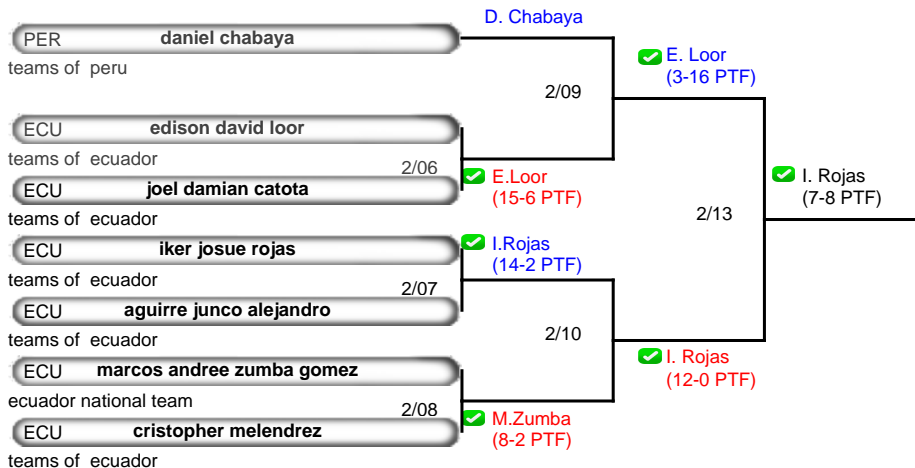 D. Chabaya
PER daniel chabaya
teams of  peru
E. Loor
(3-16 PTF)
2/09
ECU edison david loor
teams of  ecuador
2/06
E.Loor
(15-6 PTF)
ECU joel damian catota
teams of  ecuador
I. Rojas
(7-8 PTF)
2/13
ECU iker josue rojas
teams of  ecuador
I.Rojas
(14-2 PTF)
2/07
ECU aguirre junco alejandro
teams of  ecuador
2/10
ECU marcos andree zumba gomez
ecuador national team
I. Rojas
(12-0 PTF)
2/08
M.Zumba
(8-2 PTF)
ECU cristopher melendrez
teams of  ecuador